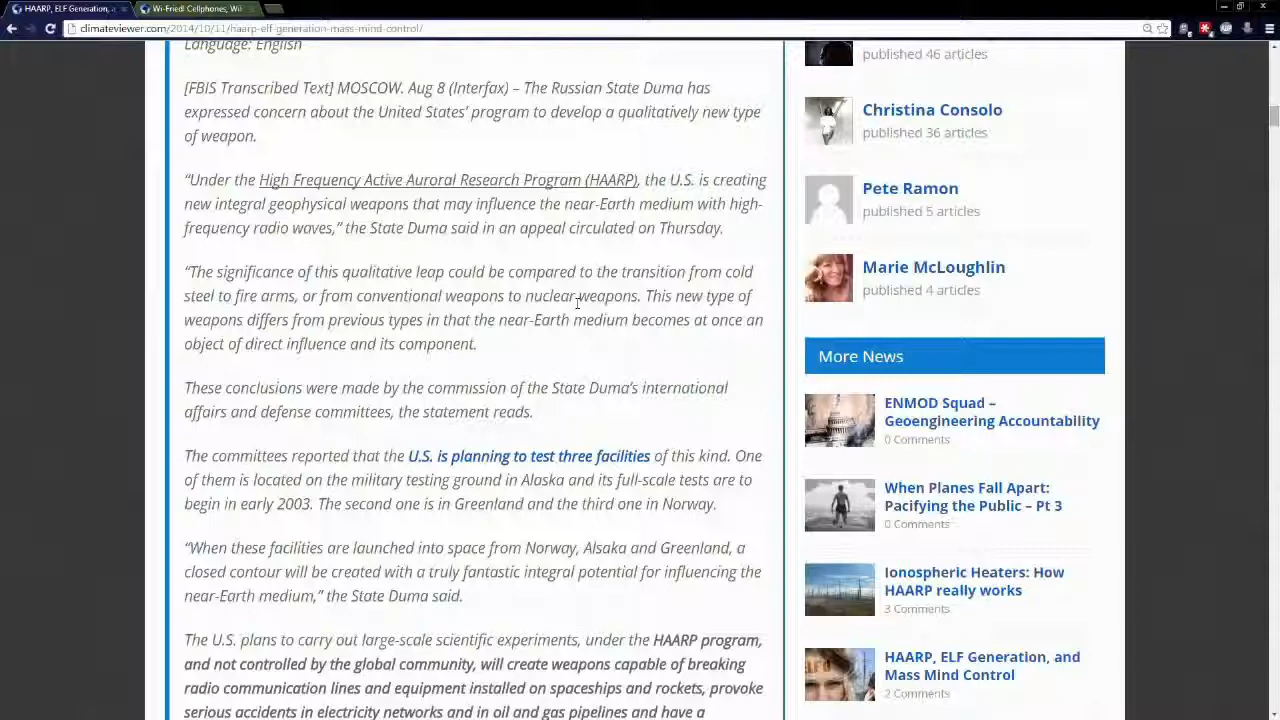 HAARP, ELF Generation, a
Wi-Fried! Cellphones, Wi
climateviewer.com/2014/10/11/haarp-elf-generation-mass-mind-control/
Language: English
[FBIS Transcribed Text] MOSCOW. Aug 8 (Interfax) – The Russian State Duma has
expressed concern about the United States’ program to develop a qualitatively new type
of weapon.
“Under the High Frequency Active Auroral Research Program (HAARP), the U.S. is creating
new integral geophysical weapons that may influence the near-Earth medium with high-
frequency radio waves,” the State Duma said in an appeal circulated on Thursday.
“The significance of this qualitative leap could be compared to the transition from cold
steel to fire arms, or from conventional weapons to nuclear weapons. This new type of
weapons differs from previous types in that the near-Earth medium becomes at once an
object of direct influence and its component.
These conclusions were made by the commission of the State Duma’s international
affairs and defense committees, the statement reads.
The committees reported that the U.S. is planning to test three facilities of this kind. One
of them is located on the military testing ground in Alaska and its full-scale tests are to
begin in early 2003. The second one is in Greenland and the third one in Norway.
“When these facilities are launched into space from Norway, Alsaka and Greenland, a
closed contour will be created with a truly fantastic integral potential for influencing the
near-Earth medium,” the State Duma said.
The U.S. plans to carry out large-scale scientific experiments, under the HAARP program,
and not controlled by the global community, will create weapons capable of breaking
radio communication lines and equipment installed on spaceships and rockets, provoke
serious accidents in electricity networks and in oil and gas pipelines and have a
published 46 articles
Christina Consolo
published 36 articles
Pete Ramon
published 5 articles
Marie McLoughlin
published 4 articles
More News
ENMOD Squad –
Geoengineering Accountability
0 Comments
When Planes Fall Apart:
Pacifying the Public – Pt 3
0 Comments
Ionospheric Heaters: How
HAARP really works
3 Comments
HAARP, ELF Generation, and
Mass Mind Control
2 Comments